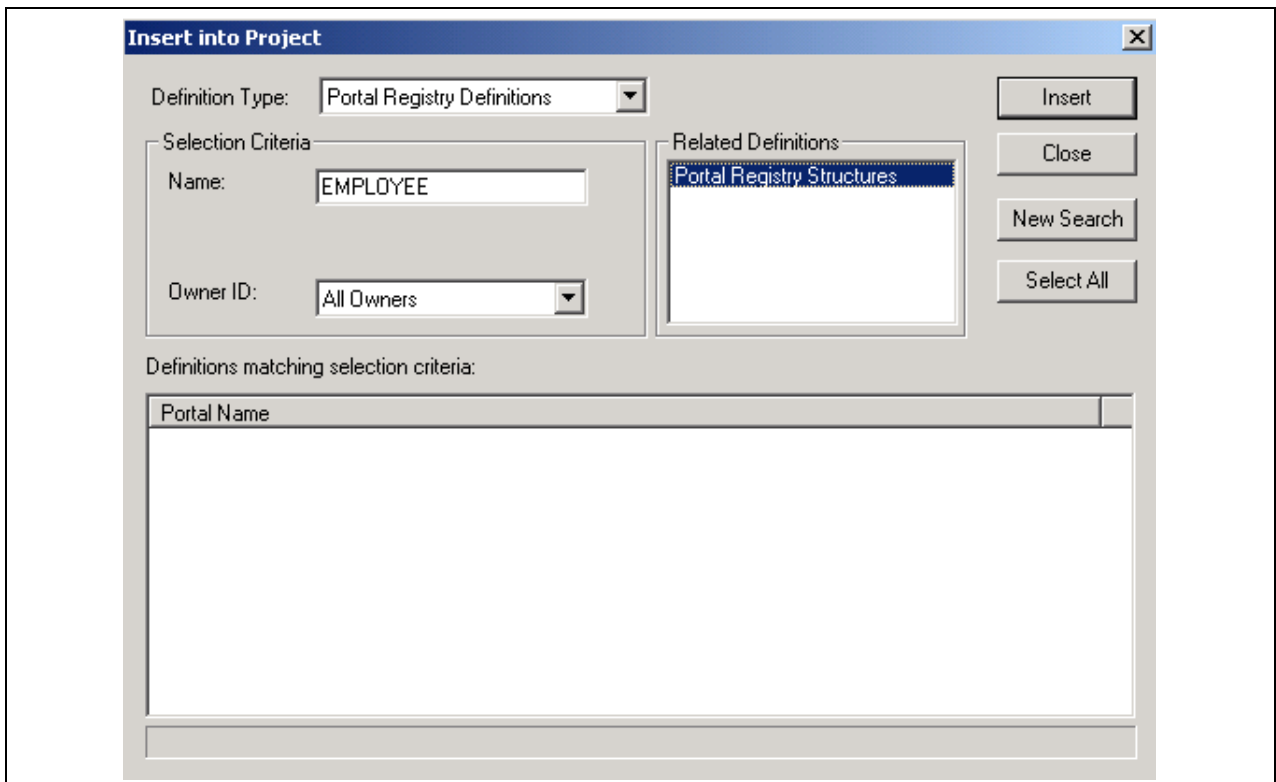 Insert into Project
Definition Type:
Portal Registry Definitions
Insert
Selection Criteria
Related Definitions
Close
Name:
EMPLOYEE
Portal Registry Structures
New Search
Owner ID:
All Owners
Select All
Definitions matching selection criteria:
Portal Name